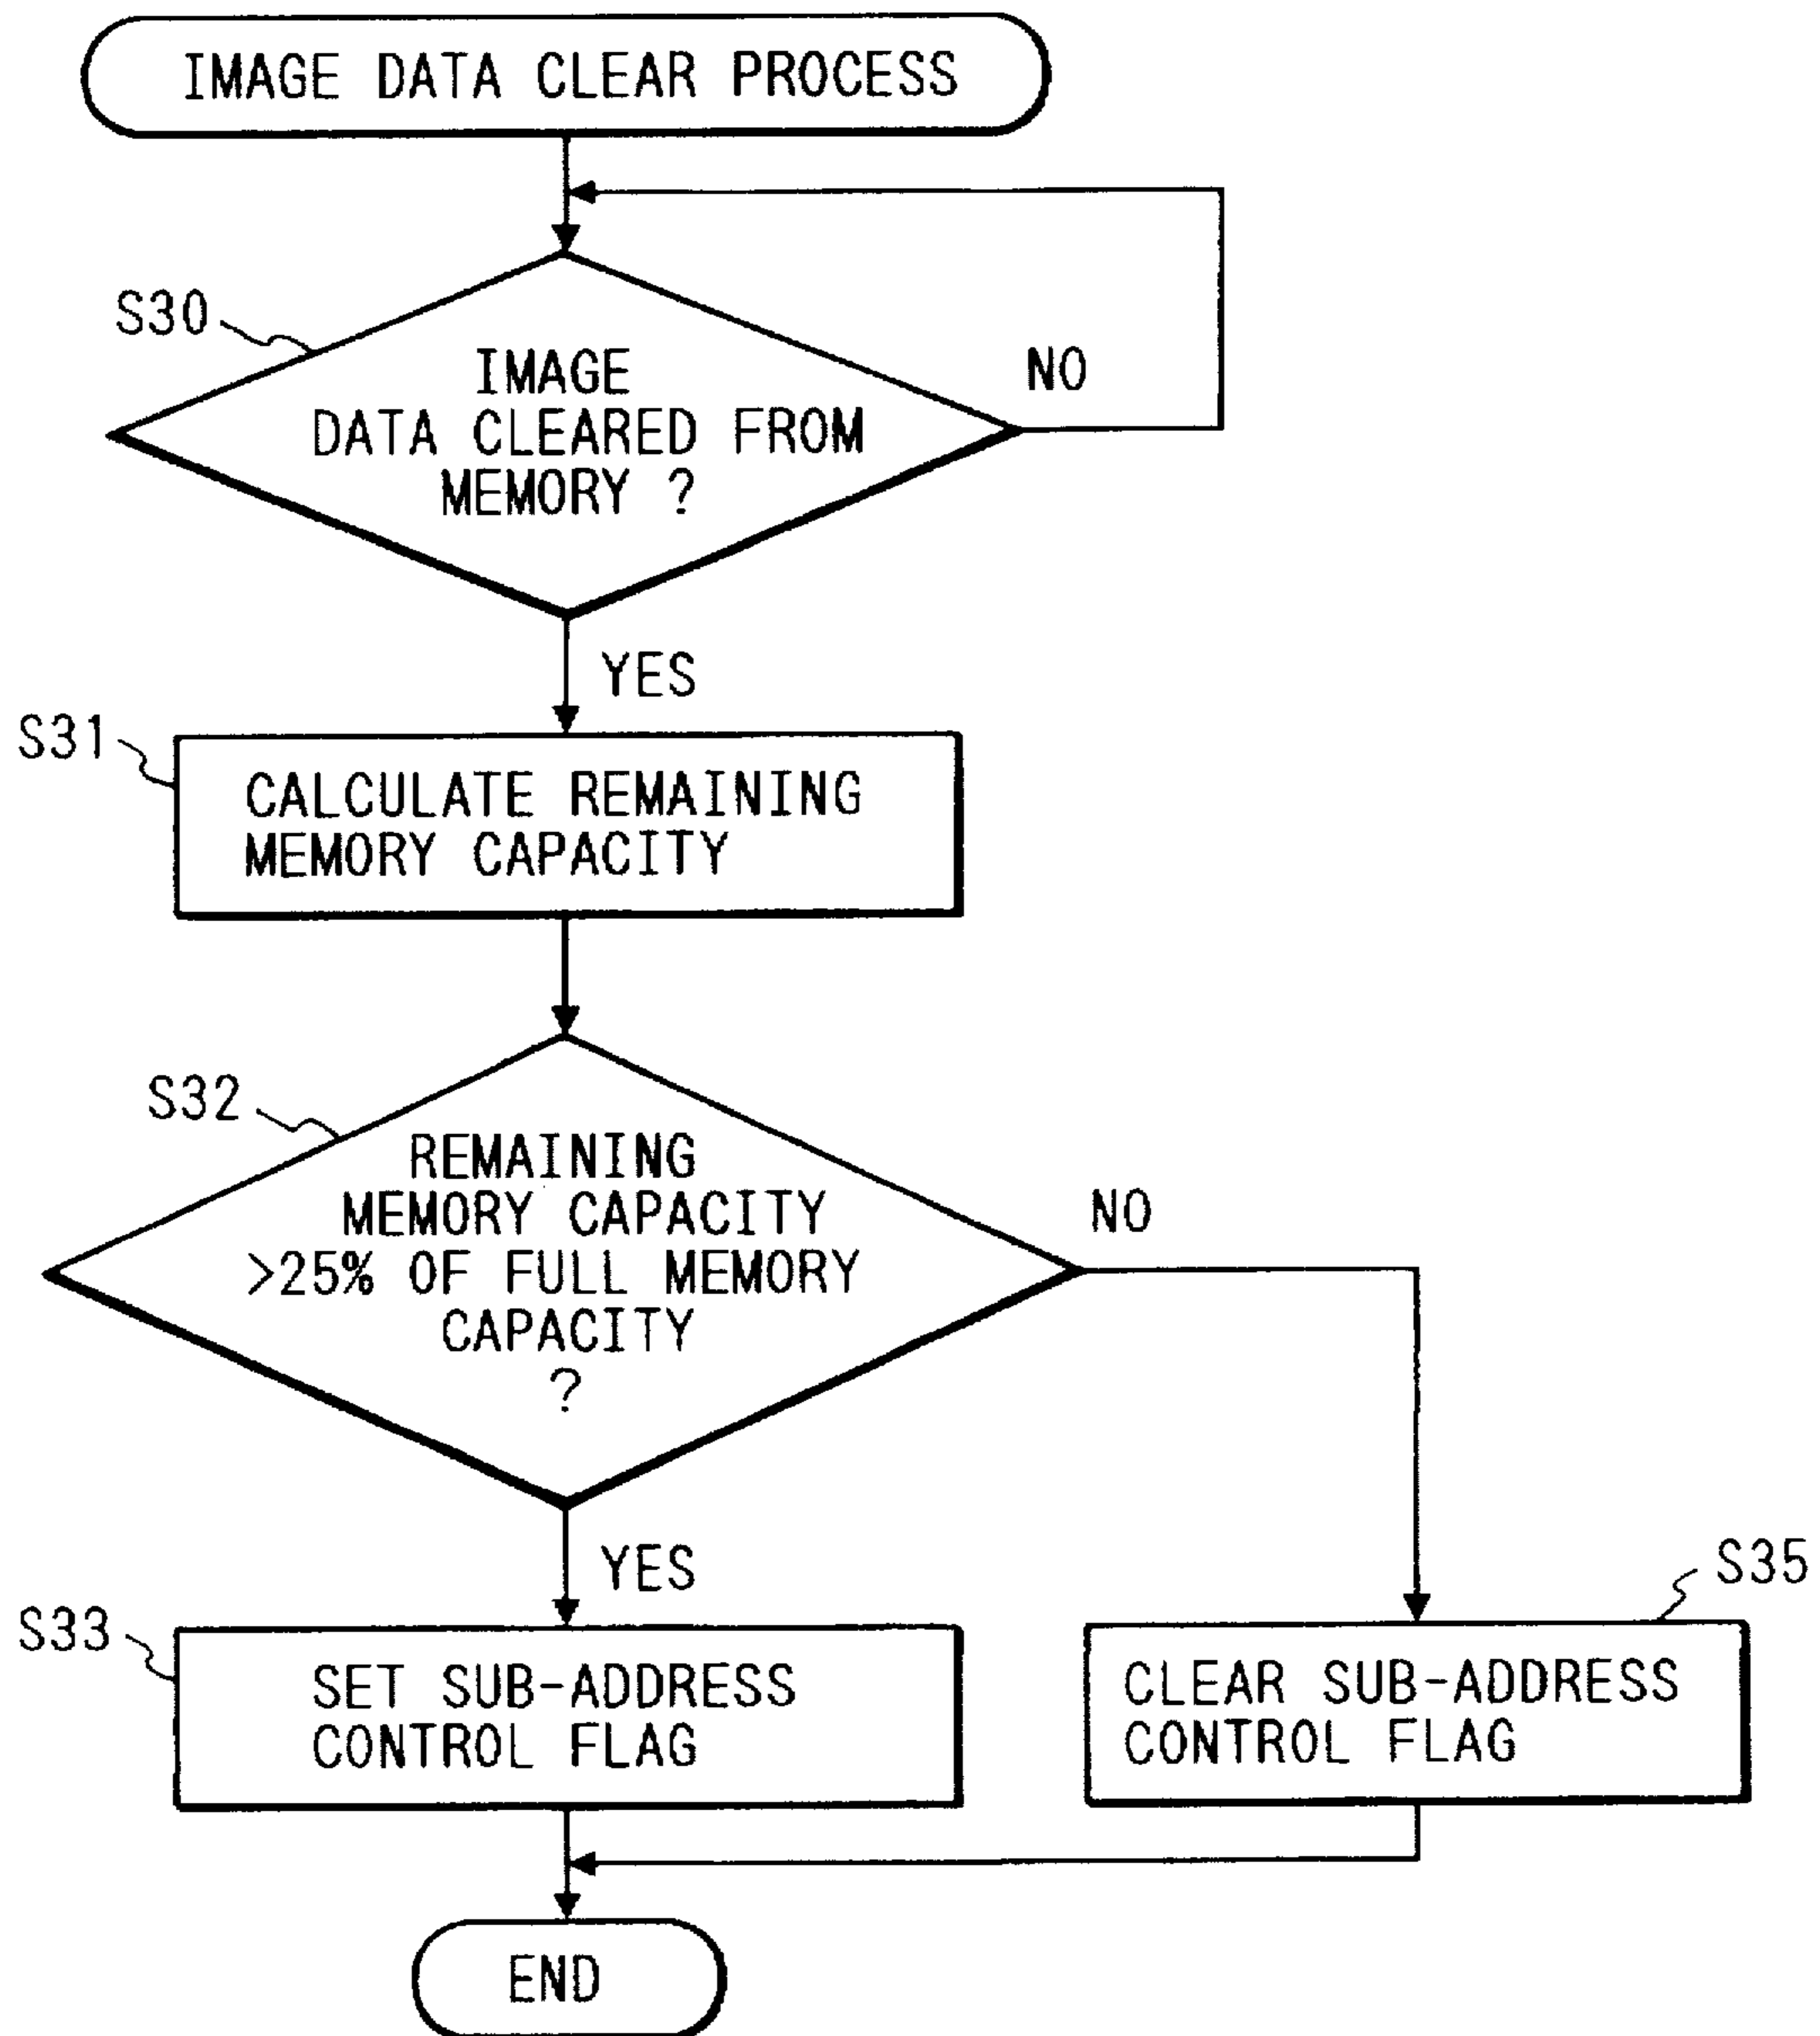 IMAGE DATA CLEAR PROCESS
S30
IMAGE
DATA CLEARED FROM
MEMORY ?
NO
YES
S31
CALCULATE REMAINING
MEMORY CAPACITY
S32
REMAINING
MEMORY CAPACITY
>25% OF FULL MEMORY
CAPACITY
?
NO
YES
S33
SET SUB-ADDRESS
CONTROL FLAG
S35
CLEAR SUB-ADDRESS
CONTROL FLAG
END